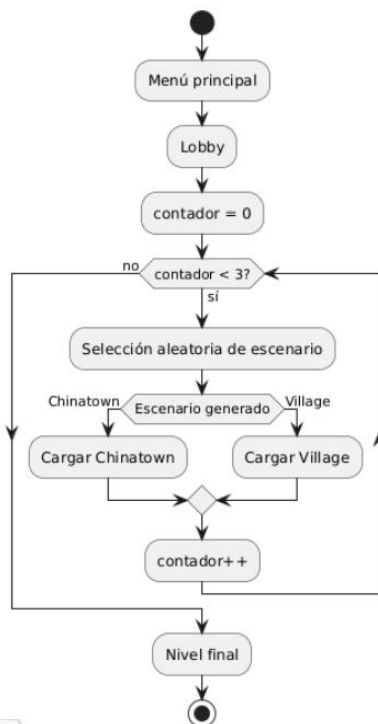 Menú principal
Lobby
contador = 0
no
contador < 3?
sí
Selección aleatoria de escenario
Chinatown
Escenario generado
Village
Cargar Chinatown
Cargar Village
contador++
Nivel final